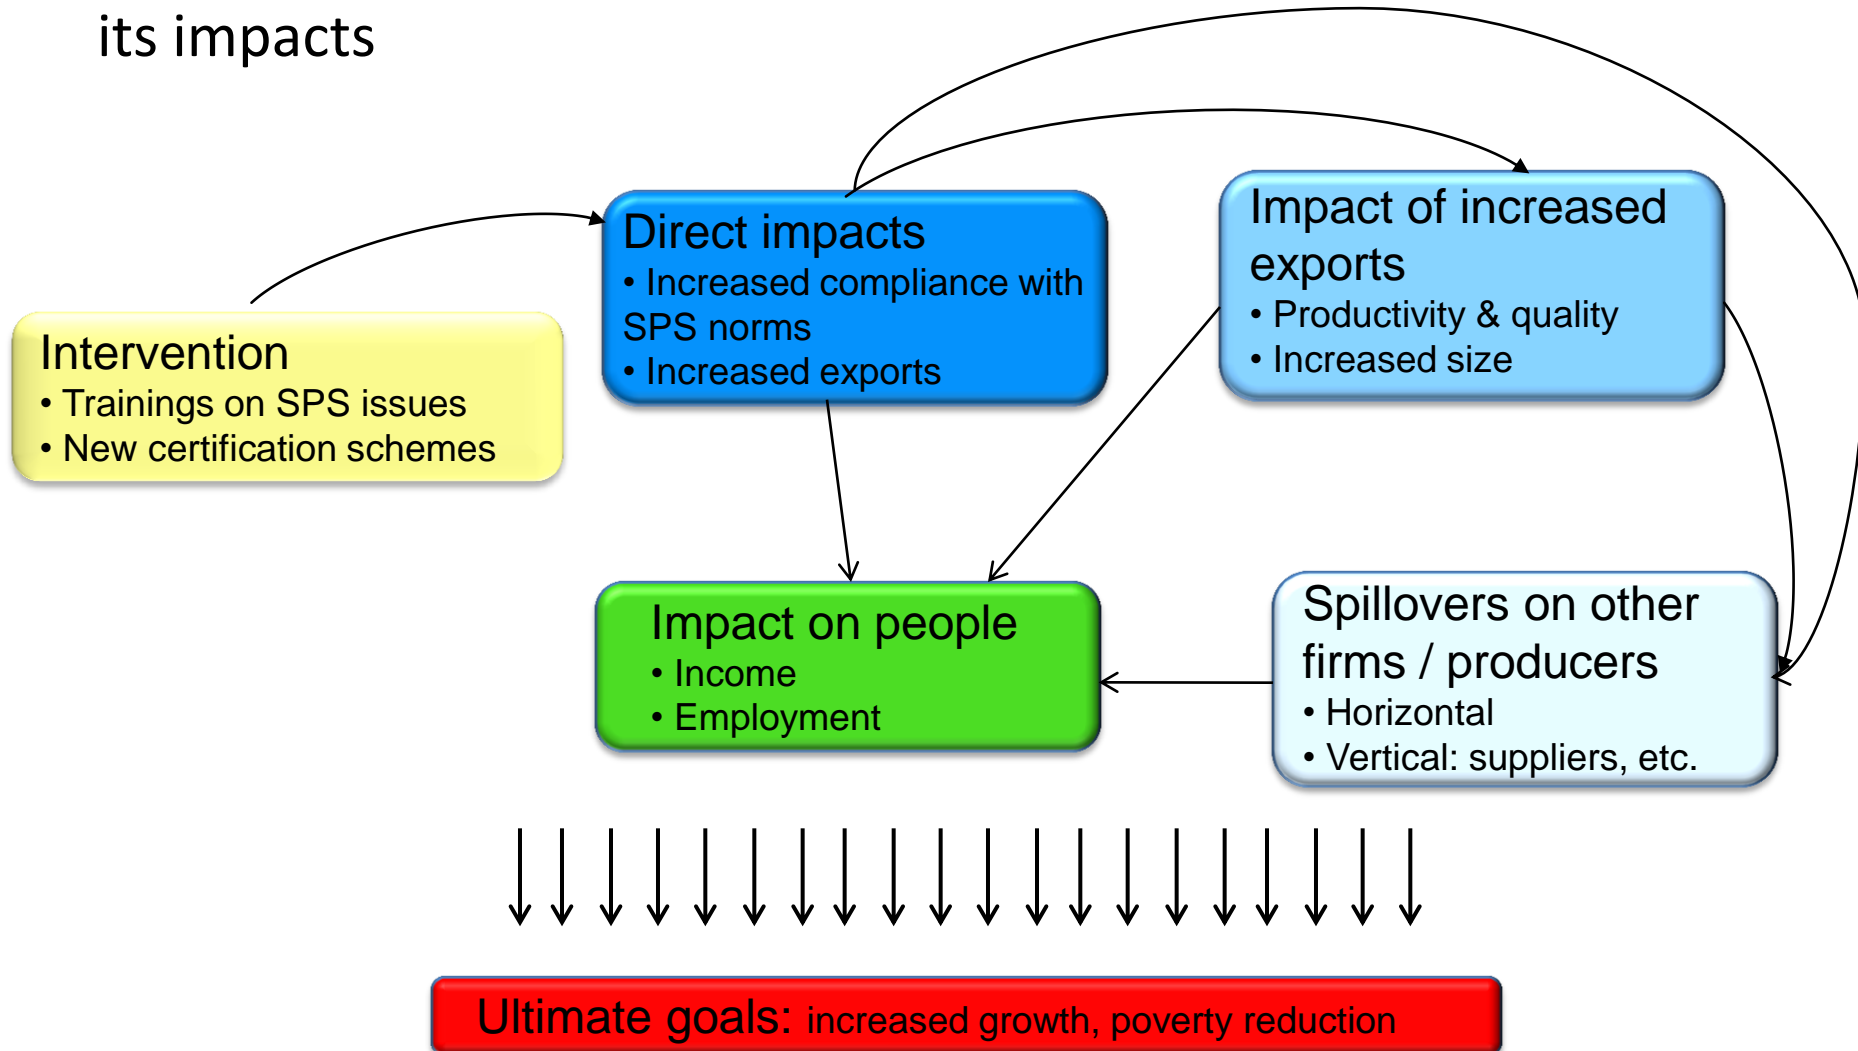 its impacts
Direct impacts
• Increased compliance with
SPS norms
• Increased exports
Impact of increased
exports
• Productivity & quality
• Increased size
Intervention
• Trainings on SPS issues
• New certification schemes
Impact on people
• Income
• Employment
Spillovers on other
firms / producers
• Horizontal
• Vertical: suppliers, etc.
Ultimate goals: increased growth, poverty reduction